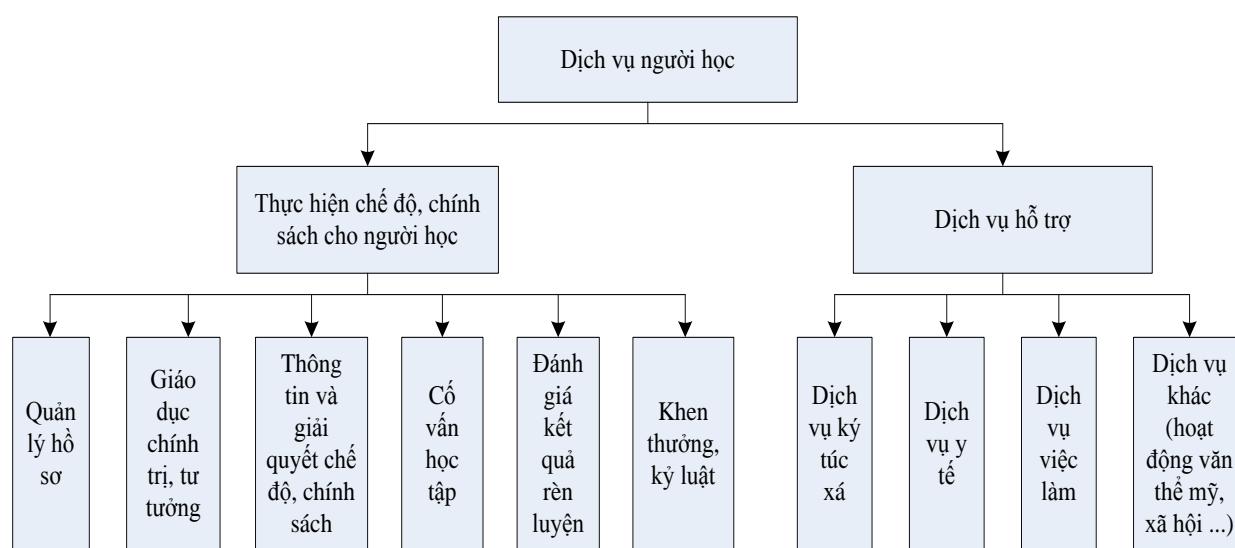 Dịch vụ người học
Thực hiện chế độ, chính
sách cho người học
Dịch vụ hỗ trợ
Quản
lý hồ
sơ
Giáo
dục
chính
trị, tư
tưởng
Thông
tin và
giải
quyết chế
độ, chính
sách
Cố
vấn
học
tập
Đánh
giá
kết
quả
rèn
luyện
Khen
thưởng,
kỷ luật
Dịch
vụ ký
túc
xá
Dịch
vụ y
tế
Dịch
vụ
việc
làm
Dịch vụ
khác
(hoạt
động văn
thể mỹ,
xã hội ...)